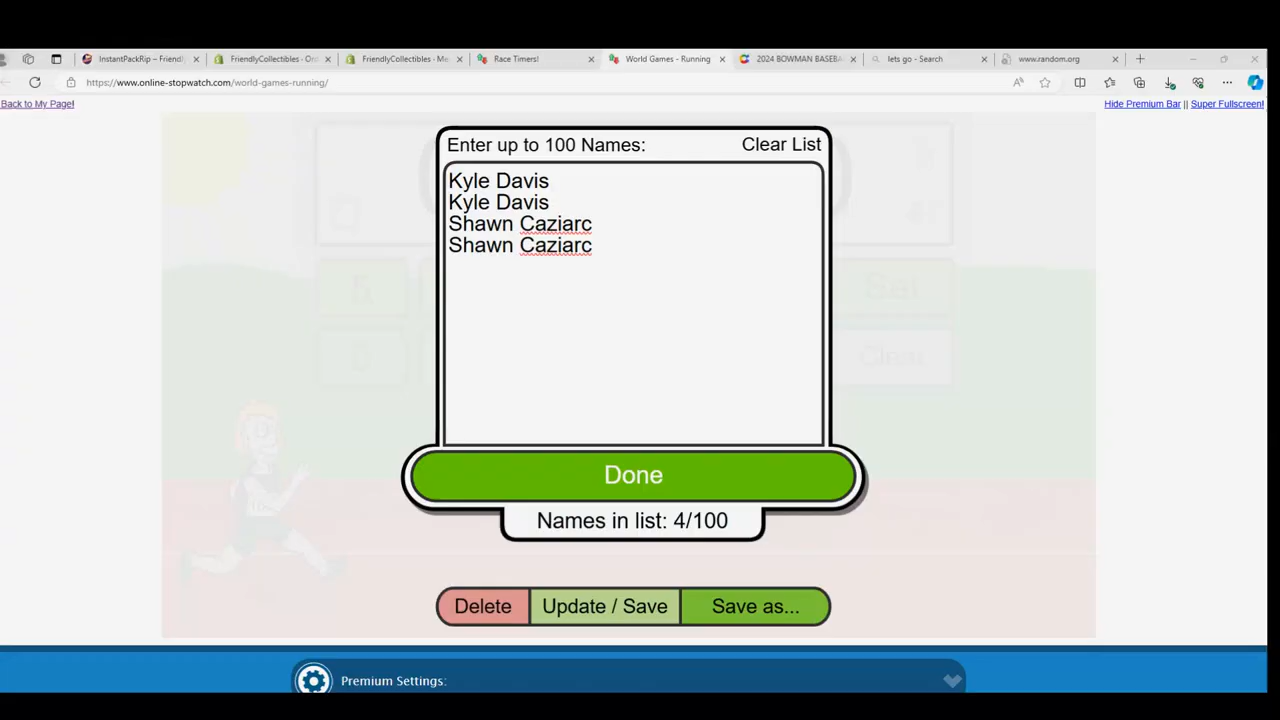 InstantPackRip – Friendl
FriendlyCollectibles · On
FriendlyCollectibles - Me
Race Timers!
World Games - Running
2024 BOWMAN BASEBA
lets go - Search
www.random.org
https://www.online-stopwatch.com/world-games-running/
Back to My Page!
Hide Premium Bar || Super Fullscreen!
Enter up to 100 Names:
Clear List
Kyle Davis
Kyle Davis
Shawn Caziarc
Shawn Caziarc
Set
Clear
Done
Names in list: 4/100
Delete
Update / Save
Save as...
Premium Settings: